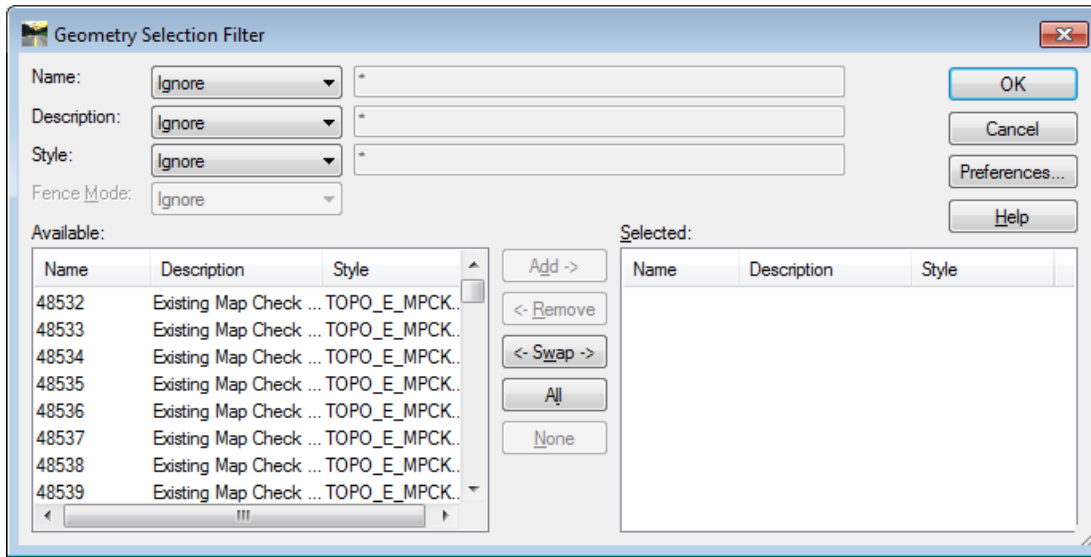 Geometry Selection Filter
Name: Ignore *
Description: Ignore *
Style: Ignore *
Fence Mode: Ignore
OK
Cancel
Preferences...
Help
Available:
Name Description Style
48532 Existing Map Check ... TOPO_E_MPCK..
48533 Existing Map Check ... TOPO_E_MPCK..
48534 Existing Map Check ... TOPO_E_MPCK..
48535 Existing Map Check ... TOPO_E_MPCK..
48536 Existing Map Check ... TOPO_E_MPCK..
48537 Existing Map Check ... TOPO_E_MPCK..
48538 Existing Map Check ... TOPO_E_MPCK..
48539 Existing Map Check ... TOPO_E_MPCK..
Add ->
<- Remove
<- Swap ->
All
None
Selected:
Name Description Style